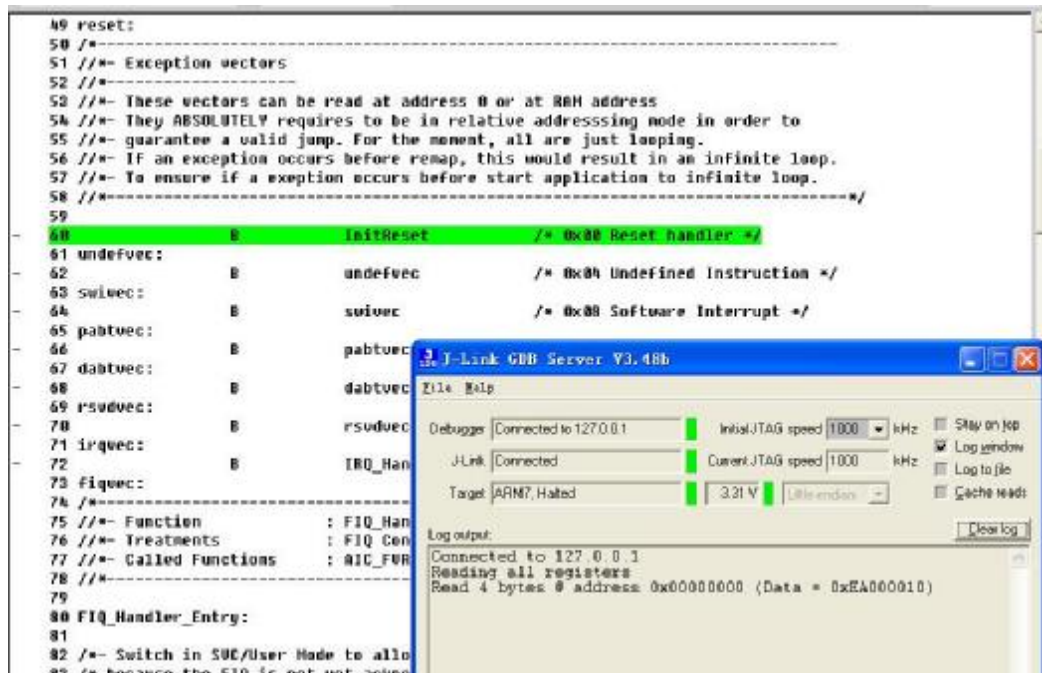 49 reset:
50 /*----------------------------------------------------------------------------
51 //*- Exception vectors
52 //*--------------------
53 //*- These vectors can be read at address 0 or at RAM address
54 //*- They ABSOLUTELY requires to be in relative addresssing mode in order to
55 //*- guarantee a valid jump. For the moment, all are just looping.
56 //*- If an exception occurs before remap, this would result in an infinite loop.
57 //*- To ensure if a exeption occurs before start application to infinite loop.
58 //*---------------------------------------------------------------------------*/
59
60 B InitReset /* 0x00 Reset handler */
61 undefvec:
62 B undefvec /* 0x04 Undefined Instruction */
63 swivec:
64 B swivec /* 0x08 Software Interrupt */
65 pabtvec:
66 B pabtvec
67 dabtvec:
68 B dabtvec
69 rsvdvec:
70 B rsvdvec
71 irqvec:
72 B IRQ_Han
73 fiqvec:
74 /*------------------------------
75 //*- Function : FIQ_Han
76 //*- Treatments : FIQ Con
77 //*- Called Functions : AIC_FVR
78 //*------------------------------
79
80 FIQ_Handler_Entry:
81
82 /*- Switch in SVC/User Mode to allo
83 /* because the FIQ is not yet
J-Link GDB Server V3.48b
File Help
Debugger Connected to 127.0.0.1 Initial JTAG speed 1000 kHz Stay on top
Log window
J-Link Connected Current JTAG speed 1000 kHz Log to file
Target ARM7, Halted 3.31 V Little endian Cache reads
Log output: Clear log
Connected to 127.0.0.1
Reading all registers
Read 4 bytes @ address 0x00000000 (Data = 0xEA000010)